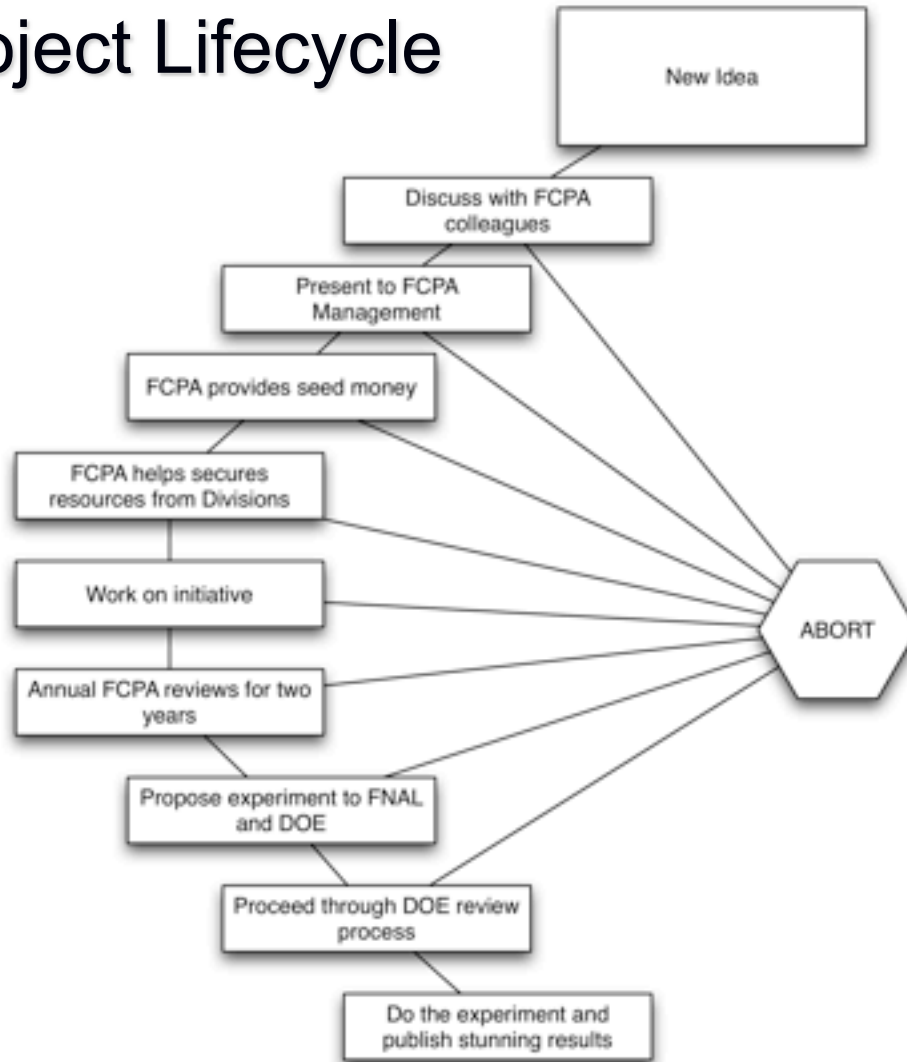 oject Lifecycle
New Idea
Discuss with FCPA
colleagues
Present to FCPA
Management
FCPA provides seed money
FCPA helps secures
resources from Divisions
Work on initiative
ABORT
Annual FCPA reviews for two
years
Propose experiment to FNAL
and DOE
Proceed through DOE review
process
Do the experiment and
publish stunning results